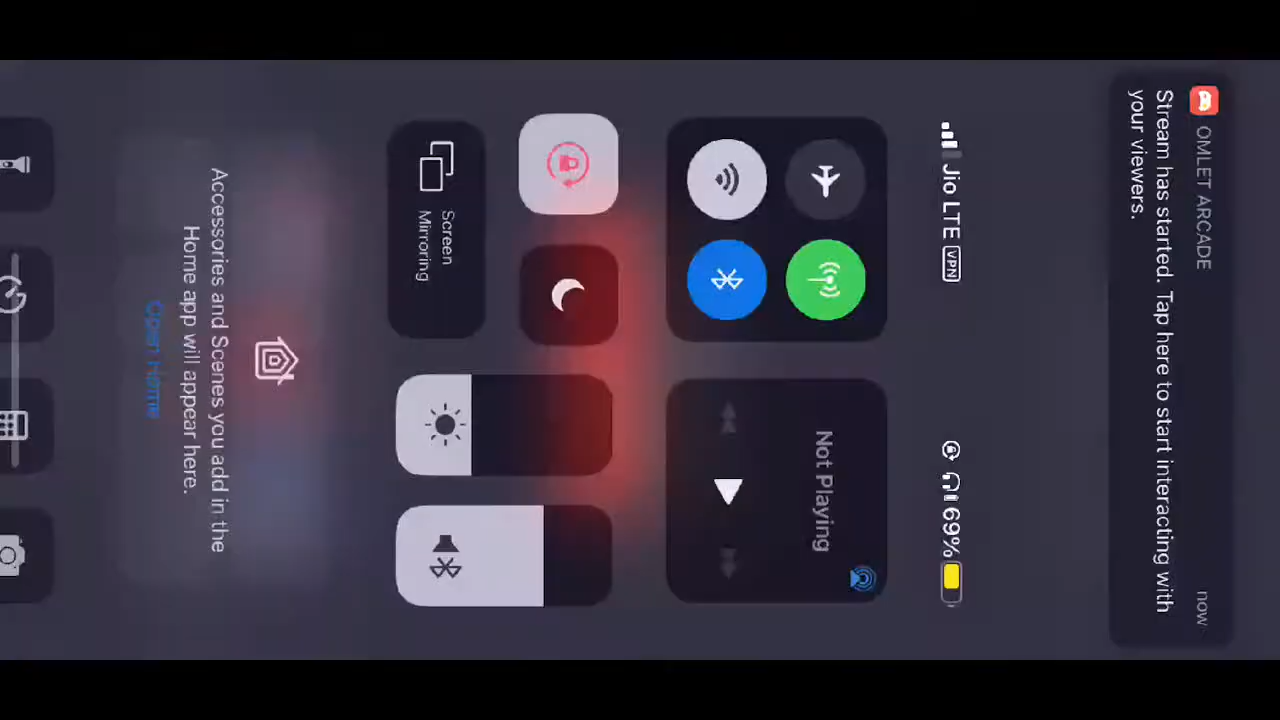 OMLET ARCADE
now
Stream has started. Tap here to start interacting with
your viewers.
Jio LTE VPN
69%
Not Playing
Screen
Mirroring
Accessories and Scenes you add in the
Home app will appear here.
Open Home